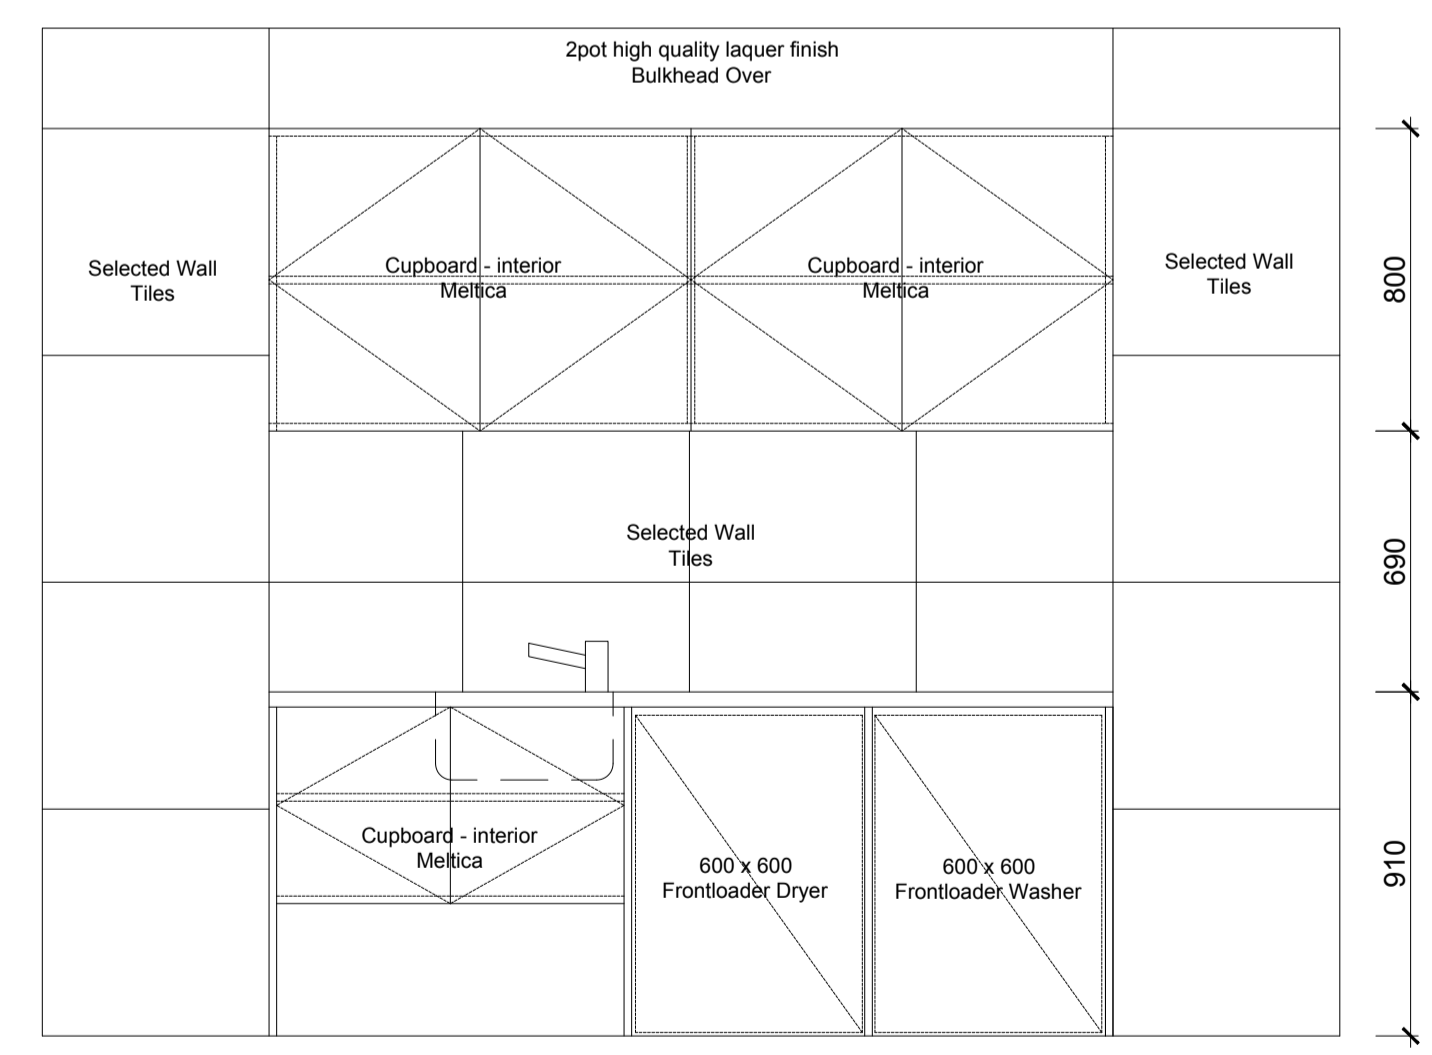 2pot high quality laquer finish
Bulkhead Over
Selected Wall
Tiles
Cupboard - interior
Meltica
Cupboard - interior
Meltica
Selected Wall
Tiles
800
Selected Wall
Tiles
690
Cupboard - interior
Meltica
600 x 600
Frontloader Dryer
600 x 600
Frontloader Washer
910